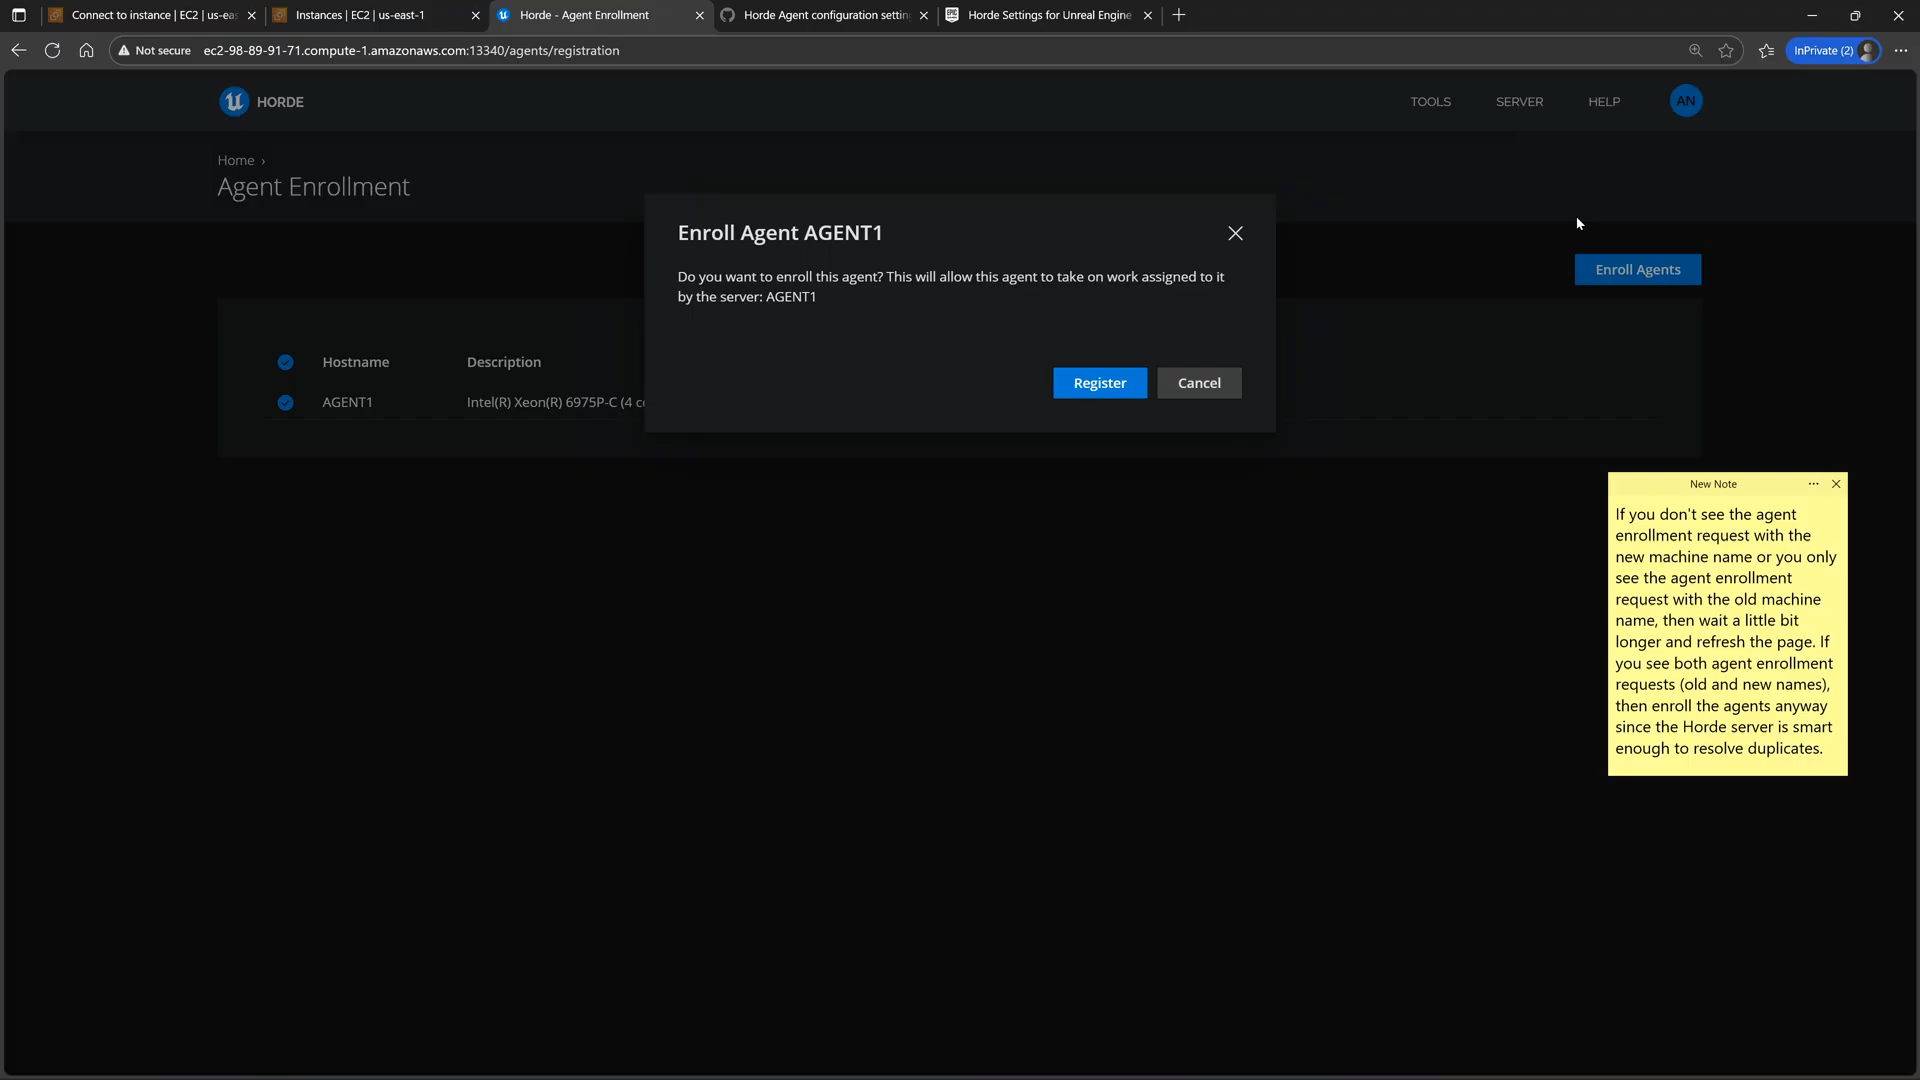 Connect to instance | EC2 | us-eas
Instances | EC2 | us-east-1
Horde - Agent Enrollment
Horde Agent configuration settin
Horde Settings for Unreal Engine
Not secure
ec2-98-89-91-71.compute-1.amazonaws.com:13340/agents/registration
InPrivate (2)
HORDE
TOOLS
SERVER
HELP
AN
Home ›
Agent Enrollment
Enroll Agent AGENT1
Do you want to enroll this agent? This will allow this agent to take on work assigned to it
by the server: AGENT1
Register
Cancel
Enroll Agents
Hostname
Description
AGENT1
Intel(R) Xeon(R) 6975P-C (4 co
New Note
If you don't see the agent
enrollment request with the
new machine name or you only
see the agent enrollment
request with the old machine
name, then wait a little bit
longer and refresh the page. If
you see both agent enrollment
requests (old and new names),
then enroll the agents anyway
since the Horde server is smart
enough to resolve duplicates.